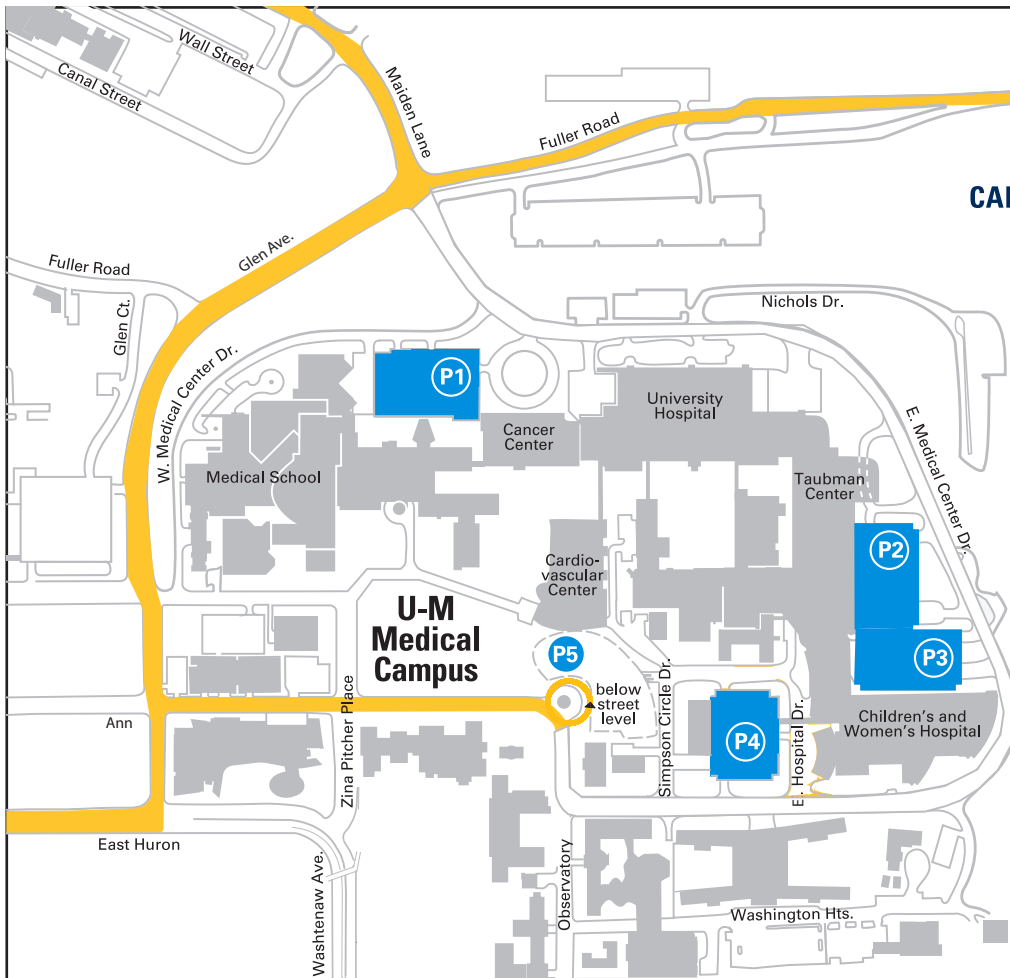 Wall Street
Canal Street
Maiden Lane
Fuller Road
CAI
Glen Ave.
Fuller Road
Glen Ct.
Nichols Dr.
W. Medical Center Dr.
P1
University
Hospital
Cancer
Center
E. Medical Center Dr.
Medical School
Taubman
Center
P2
Cardio-
vascular
Center
U-M
Medical
Campus
P5
P3
below
street
level
Simpson Circle Dr.
Zina Pitcher Place
Ann
P4
E. Hospital Dr.
Children's and
Women's Hospital
East Huron
Washtenaw Ave.
Observatory
Washington Hts.